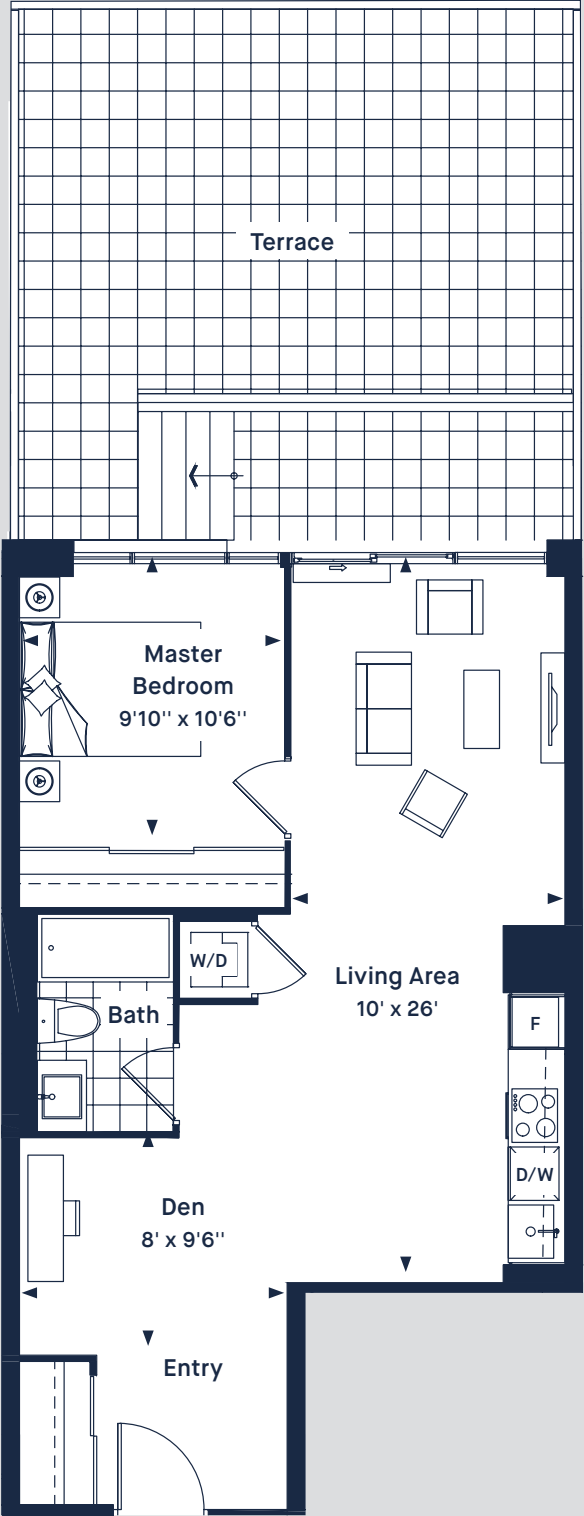 Terrace
Master
Bedroom
9'10'' x 10'6''
W/D
Living Area
10' x 26'
Bath
F
D/W
Den
8' x 9'6''
Entry